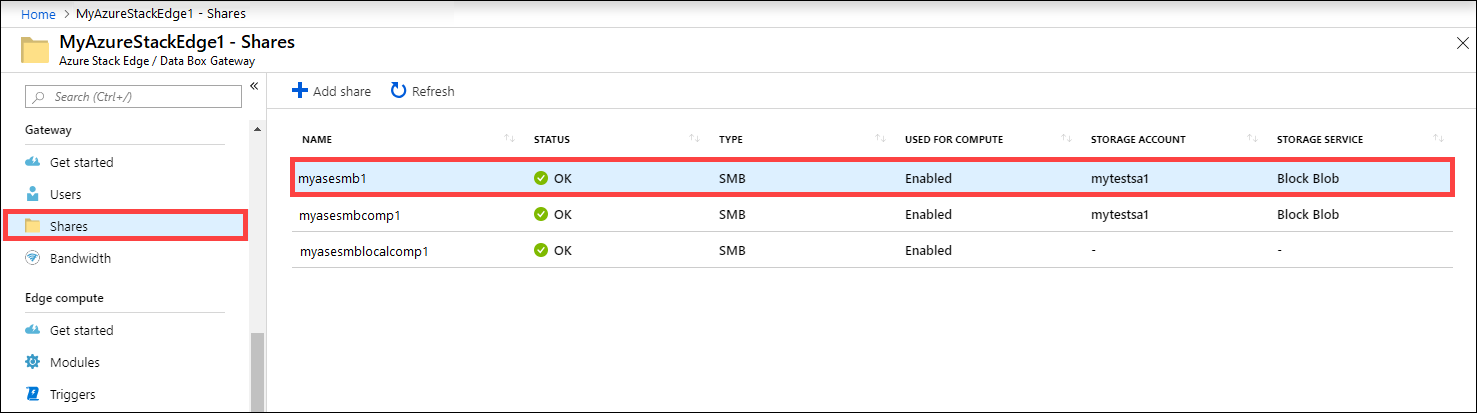 Home > MyAzureStackEdge1 - Shares
MyAzureStackEdge1 - Shares
Azure Stack Edge / Data Box Gateway
Search (Ctrl+/)
Gateway
Get started
Users
Shares
Bandwidth
Edge compute
Get started
Modules
Triggers
Add share Refresh
NAME STATUS TYPE USED FOR COMPUTE STORAGE ACCOUNT STORAGE SERVICE
myasesmb1 OK SMB Enabled mytestsa1 Block Blob
myasesmbcomp1 OK SMB Enabled mytestsa1 Block Blob
myasesmblocalcomp1 OK SMB Enabled - -